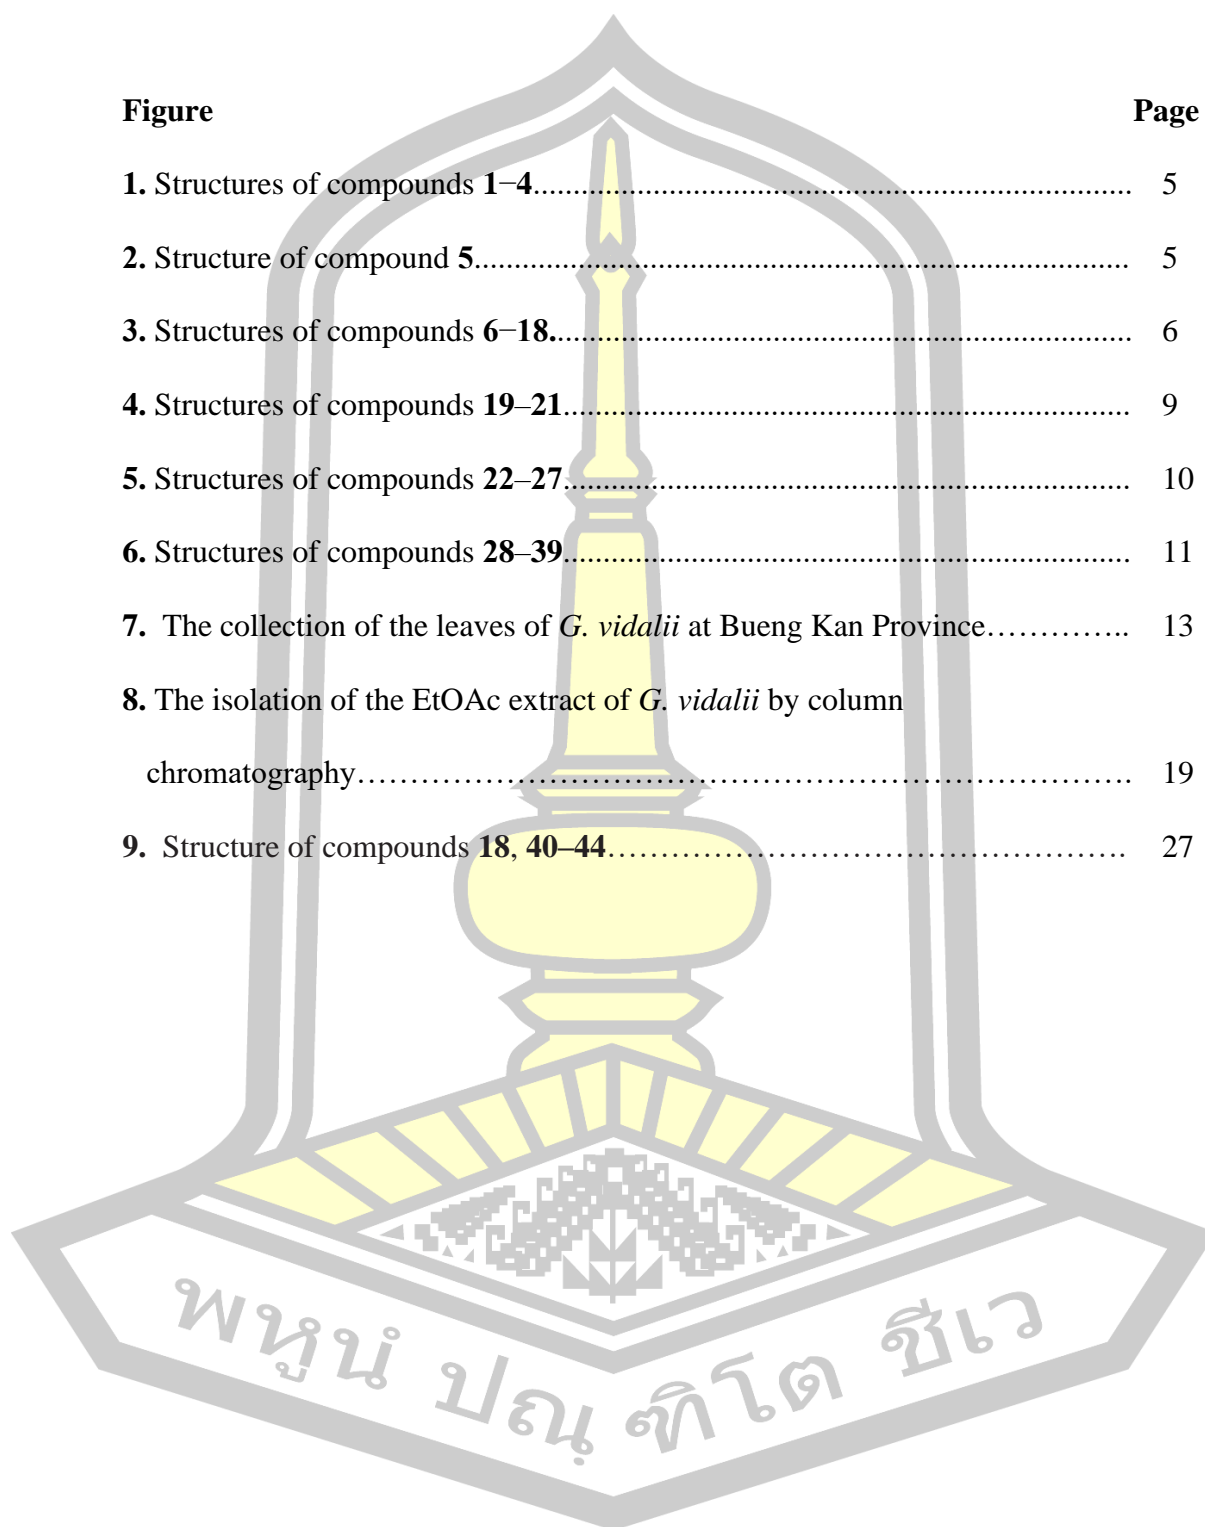 Figure Page
1. Structures of compounds 1−4.......................................................................... 5
2. Structure of compound 5................................................................................. 5
3. Structures of compounds 6−18......................................................................... 6
4. Structures of compounds 19–21....................................................................... 9
5. Structures of compounds 22–27....................................................................... 10
6. Structures of compounds 28–39....................................................................... 11
7. The collection of the leaves of G. vidalii at Bueng Kan Province………….. 13
8. The isolation of the EtOAc extract of G. vidalii by column
chromatography………………………………………………………………. 19
9. Structure of compounds 18, 40–44…………………………………………. 27
พหูนํ ปณฺฑิโต ชีเว